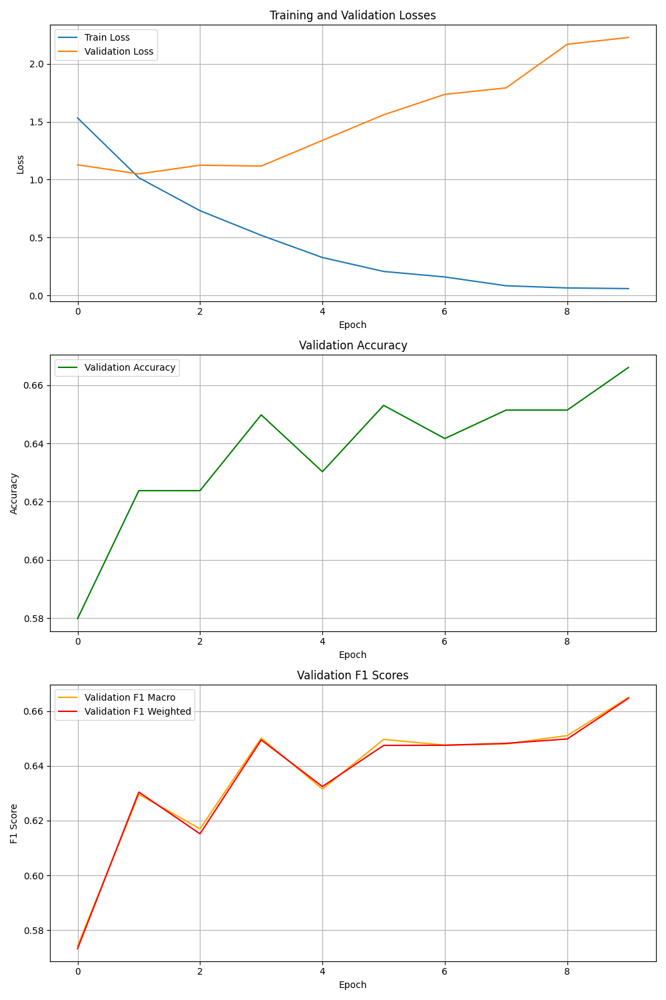 Training and Validation Losses
Train Loss
Validation Loss
2.0
1.5
1.0
0.5
0.0
Loss
0 2 4 6 8
Epoch
Validation Accuracy
Validation Accuracy
0.66
0.64
0.62
0.60
0.58
Accuracy
0 2 4 6 8
Epoch
Validation F1 Scores
Validation F1 Macro
Validation F1 Weighted
0.66
0.64
0.62
0.60
0.58
F1 Score
0 2 4 6 8
Epoch